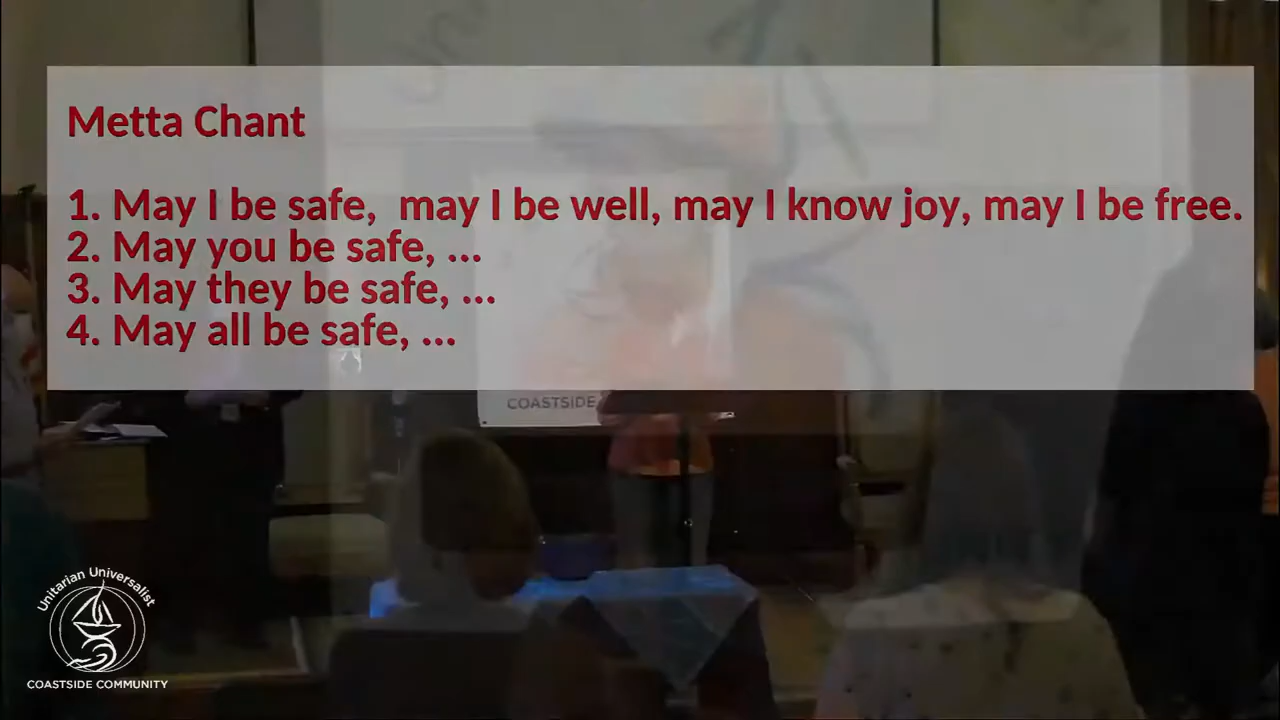 Metta Chant
1. May I be safe,  may I be well, may I know joy, may I be free.
2. May you be safe, ...
3. May they be safe, ...
4. May all be safe, ...
COASTSIDE
Unitarian Universalist
COASTSIDE COMMUNITY